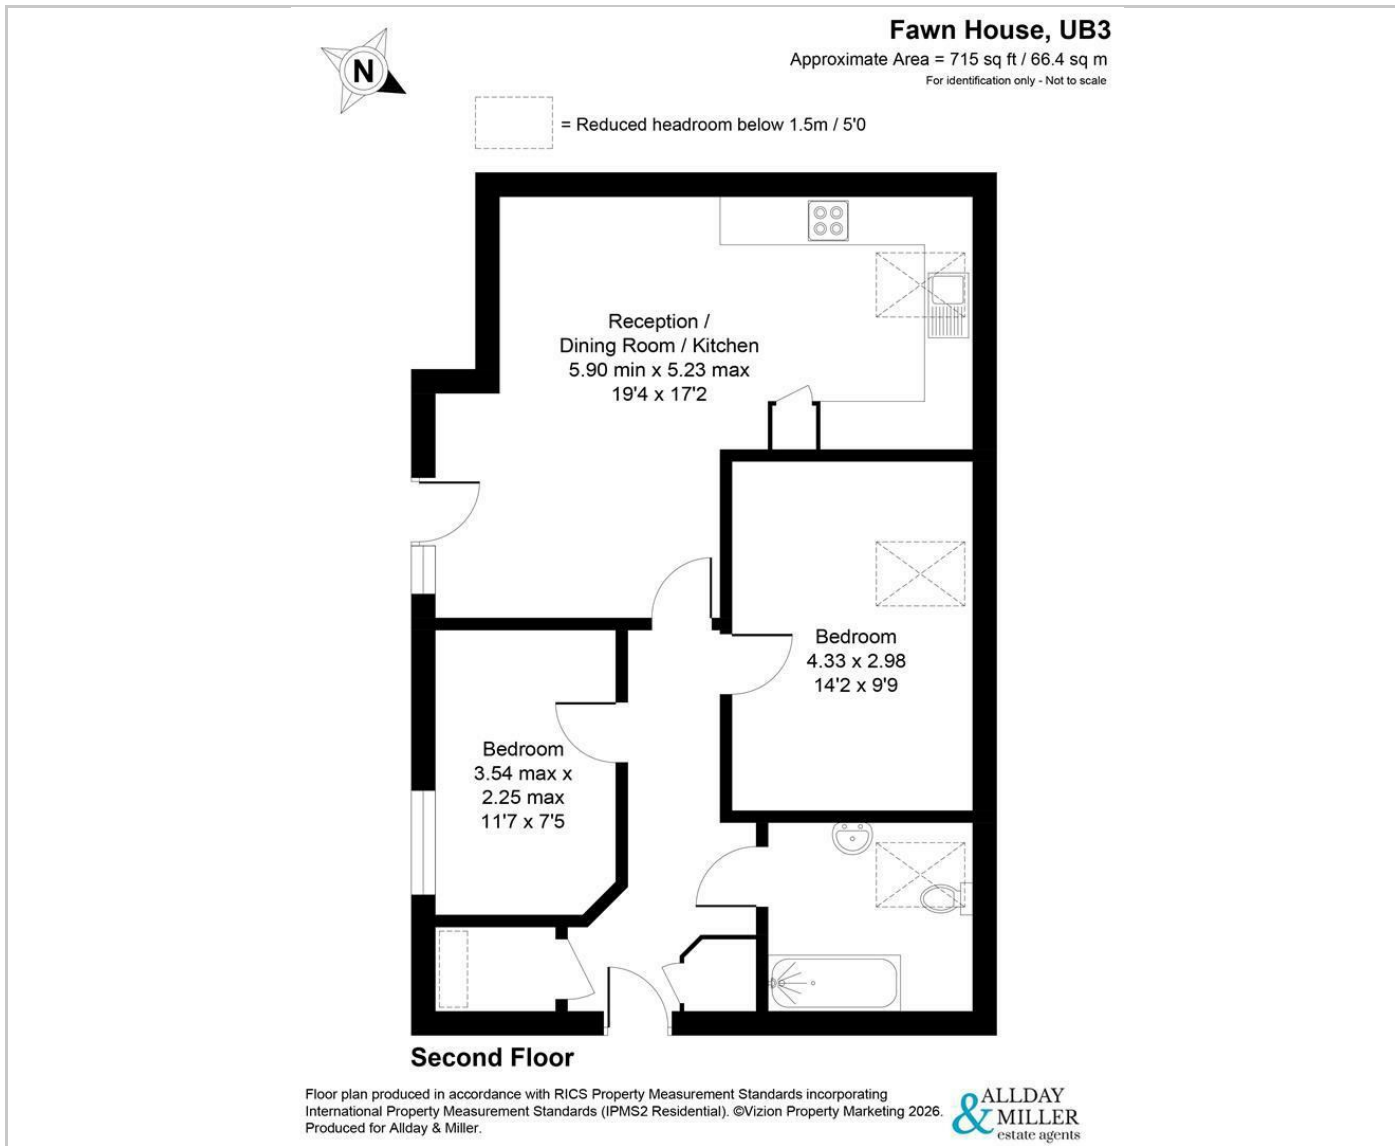 Fawn House, UB3
Approximate Area = 715 sq ft / 66.4 sq m
For identification only - Not to scale
N
= Reduced headroom below 1.5m / 5'0
Reception /
Dining Room / Kitchen
5.90 min x 5.23 max
19'4 x 17'2
Bedroom
4.33 x 2.98
14'2 x 9'9
Bedroom
3.54 max x
2.25 max
11'7 x 7'5
Second Floor
Floor plan produced in accordance with RICS Property Measurement Standards incorporating
International Property Measurement Standards (IPMS2 Residential). ©Vizion Property Marketing 2026.
Produced for Allday & Miller.
ALLDAY
& MILLER
estate agents